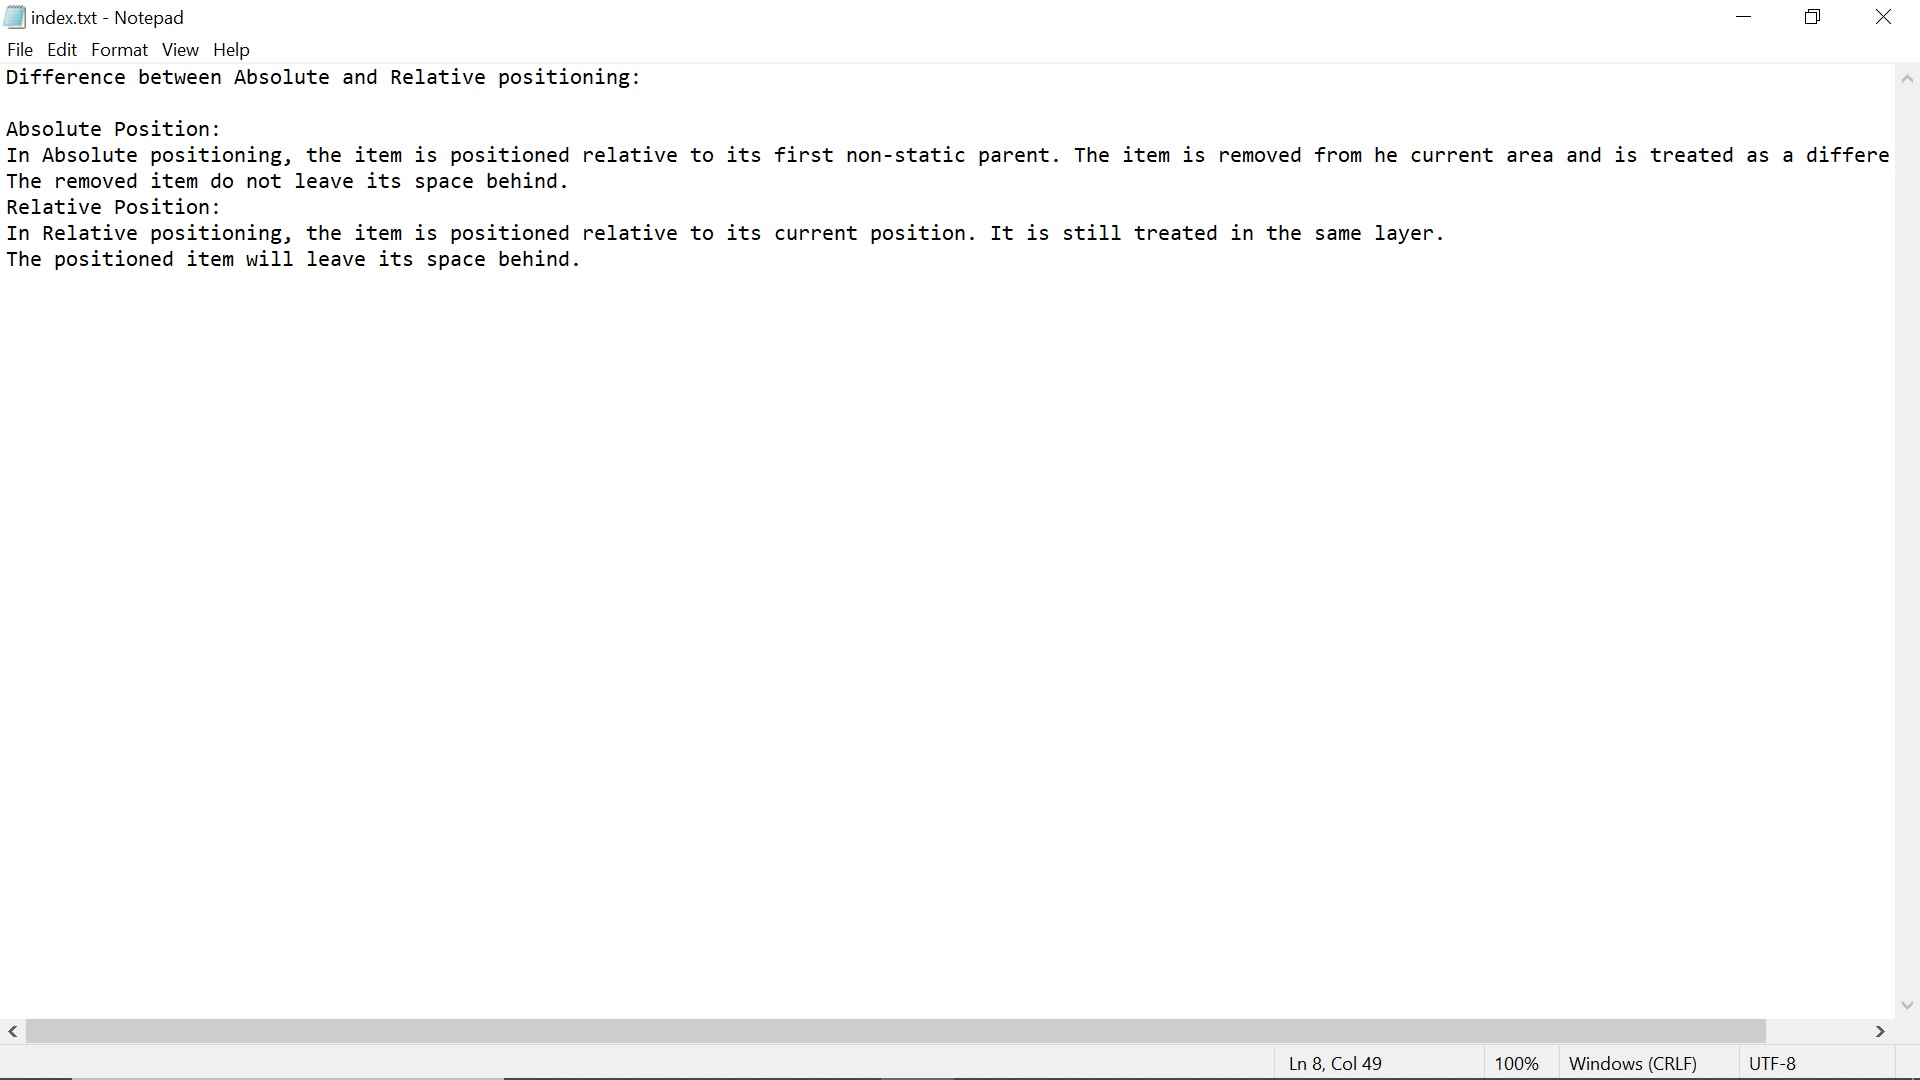 index.txt - Notepad
File Edit Format View Help
Difference between Absolute and Relative positioning:
Absolute Position:
In Absolute positioning, the item is positioned relative to its first non-static parent. The item is removed from he current area and is treated as a differe
The removed item do not leave its space behind.
Relative Position:
In Relative positioning, the item is positioned relative to its current position. It is still treated in the same layer.
The positioned item will leave its space behind.
Ln 8, Col 49 100% Windows (CRLF) UTF-8